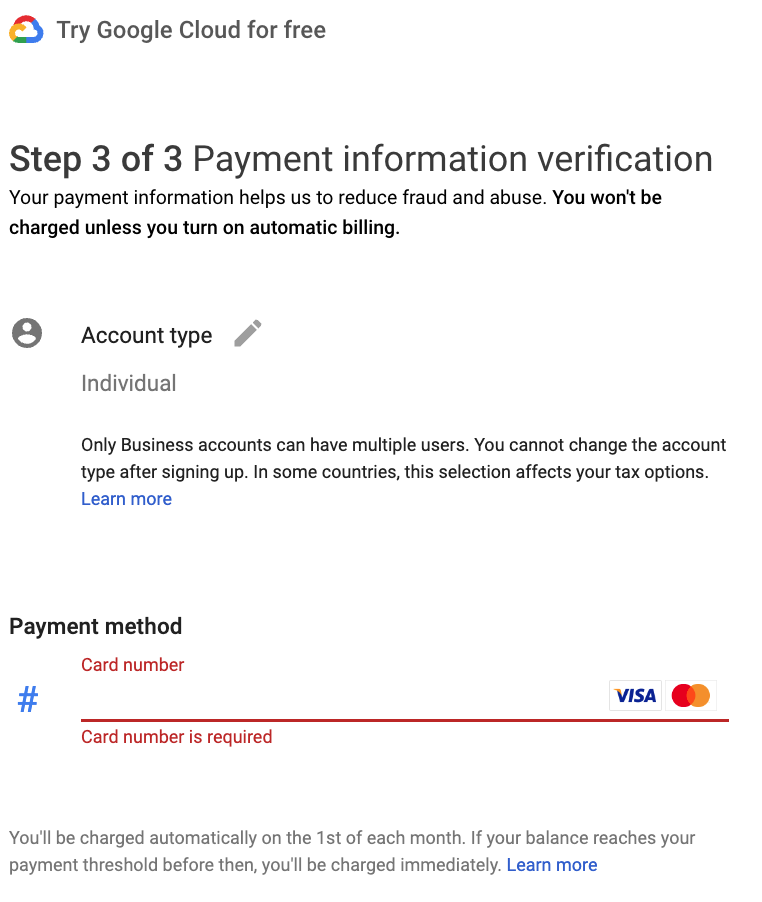 Try Google Cloud for free
Step 3 of 3 Payment information verification
Your payment information helps us to reduce fraud and abuse. You won't be
charged unless you turn on automatic billing.
Account type
Individual
Only Business accounts can have multiple users. You cannot change the account
type after signing up. In some countries, this selection affects your tax options.
Learn more
Payment method
Card number
#
VISA
Card number is required
You'll be charged automatically on the 1st of each month. If your balance reaches your
payment threshold before then, you'll be charged immediately. Learn more